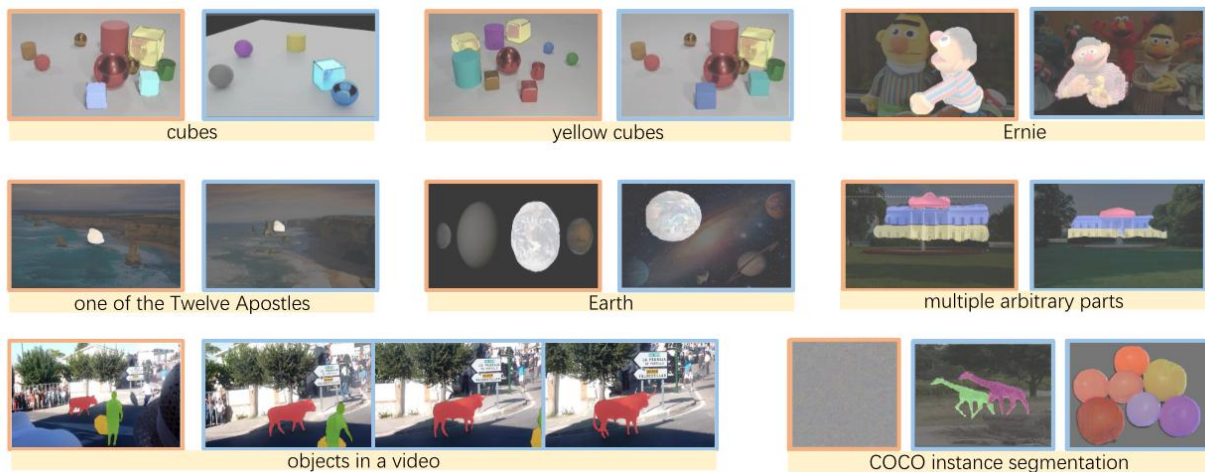 cubes
yellow cubes
Ernie
one of the Twelve Apostles
Earth
multiple arbitrary parts
objects in a video
COCO instance segmentation